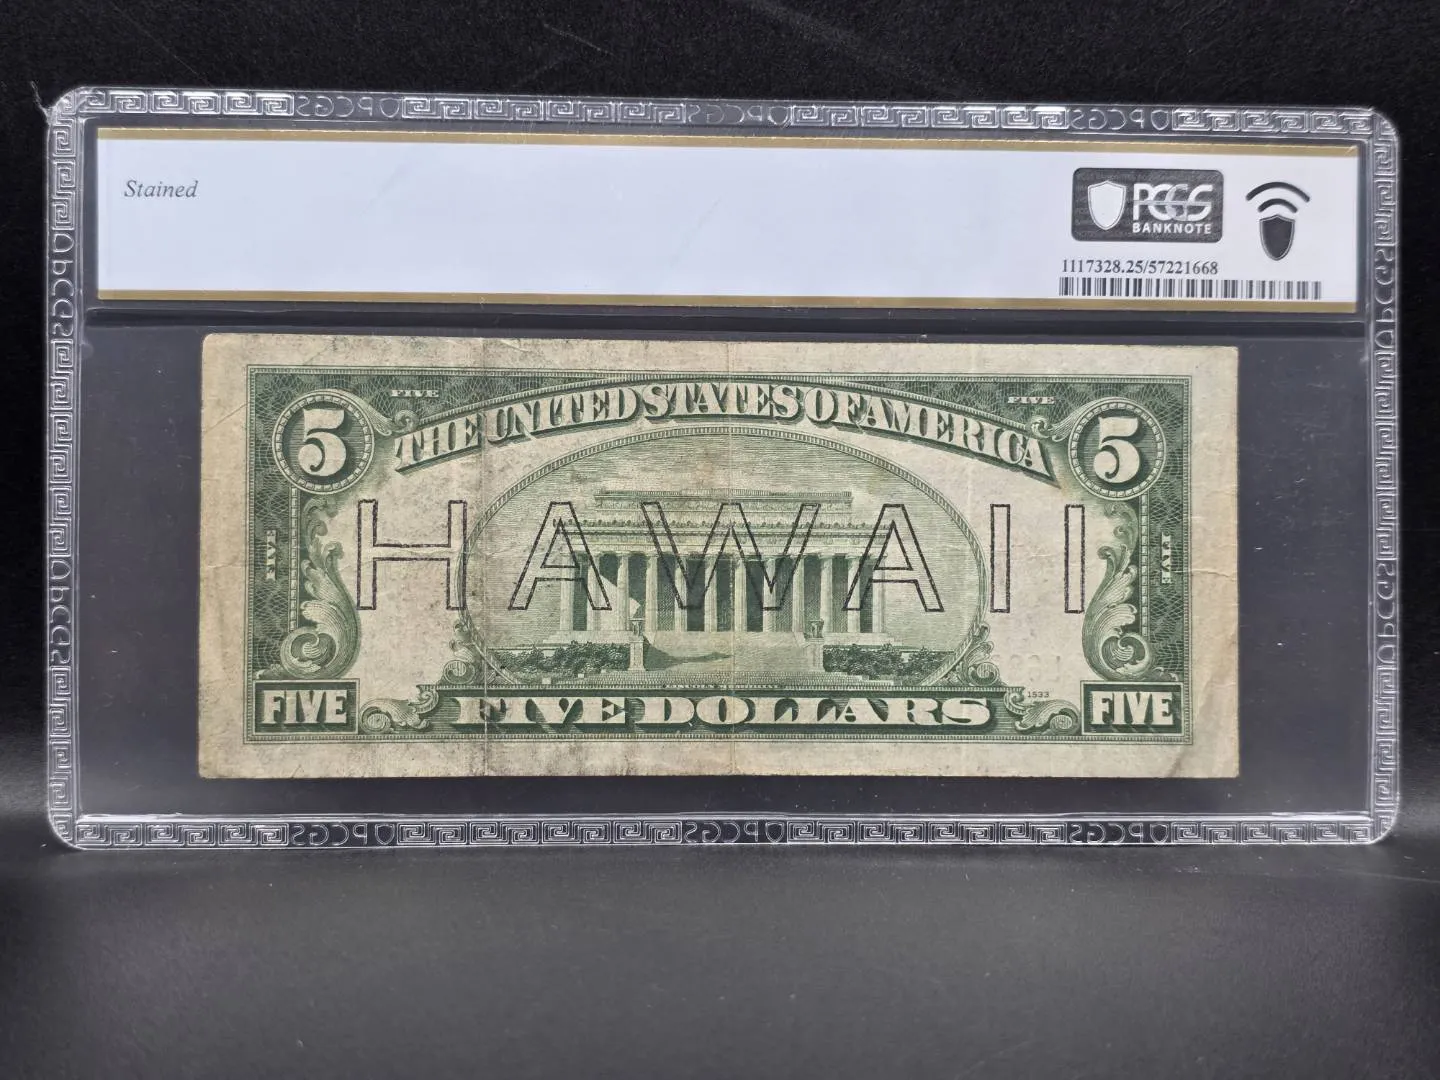 Stained
PCGS
BANKNOTE
1117328.25/57221668
FIVE
FIVE
5
THE UNITED STATES OF AMERICA
5
HAWAII
FIVE
FIVE
1533
FIVE
FIVE DOLLARS
FIVE